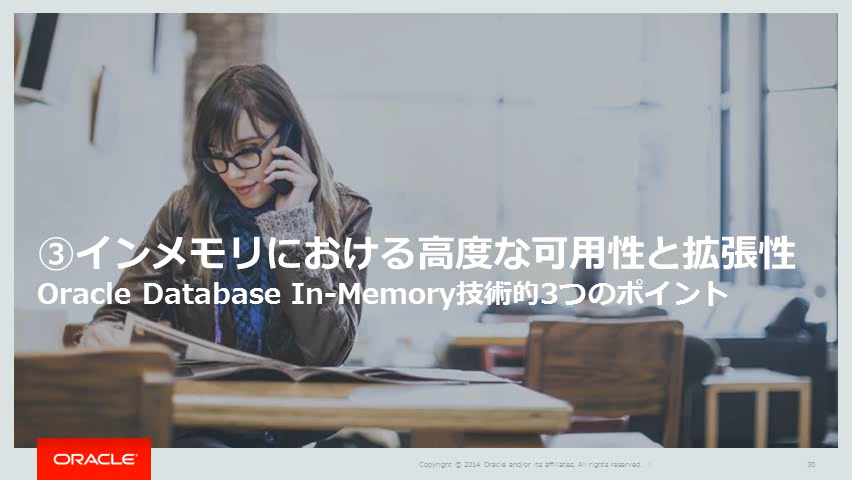 ③インメモリにおける高度な可用性と拡張性
Oracle Database In-Memory技術的3つのポイント
ORACLE
Copyright © 2014 Oracle and/or its affiliates. All rights reserved. |
30